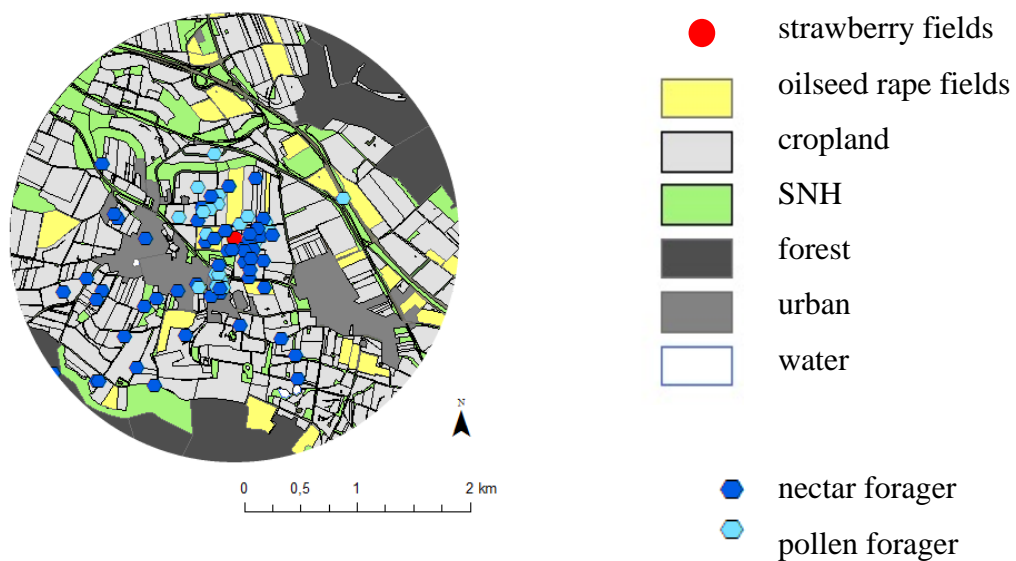 strawberry fields
oilseed rape fields
cropland
SNH
forest
urban
water
N
0 0,5 1 2 km
nectar forager
pollen forager